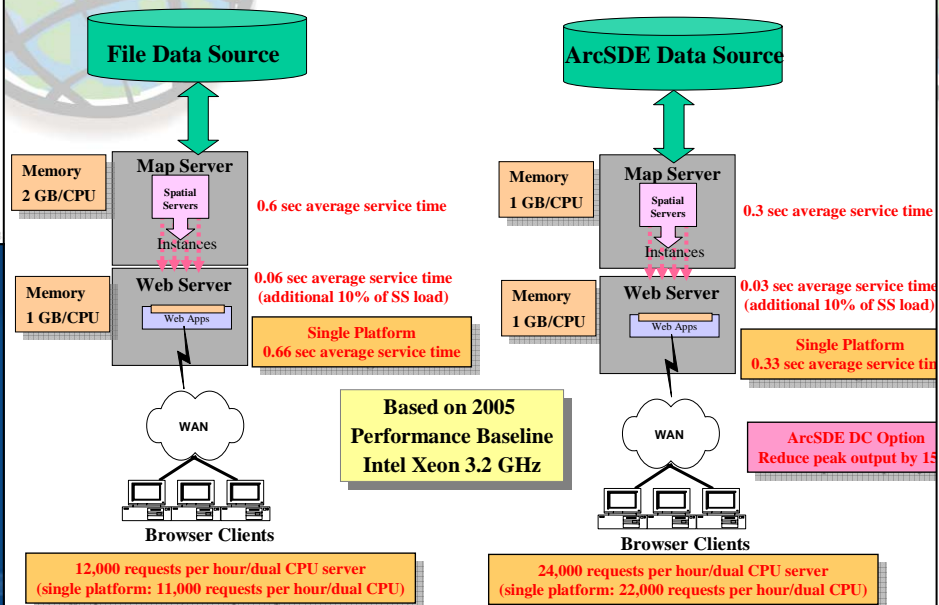 File Data Source
Memory
2 GB/CPU
Map Server
Spatial
Servers
Instances
0.6 sec average service time
Memory
1 GB/CPU
Web Server
Web Apps
0.06 sec average service time
(additional 10% of SS load)
Single Platform
0.66 sec average service time
WAN
Browser Clients
12,000 requests per hour/dual CPU server
(single platform: 11,000 requests per hour/dual CPU)
Based on 2005
Performance Baseline
Intel Xeon 3.2 GHz
ArcSDE Data Source
Memory
1 GB/CPU
Map Server
Spatial
Servers
Instances
0.3 sec average service time
Memory
1 GB/CPU
Web Server
Web Apps
0.03 sec average service time
(additional 10% of SS load)
Single Platform
0.33 sec average service
WAN
ArcSDE DC Option
Reduce peak output by
Browser Clients
24,000 requests per hour/dual CPU server
(single platform: 22,000 requests per hour/dual CPU)